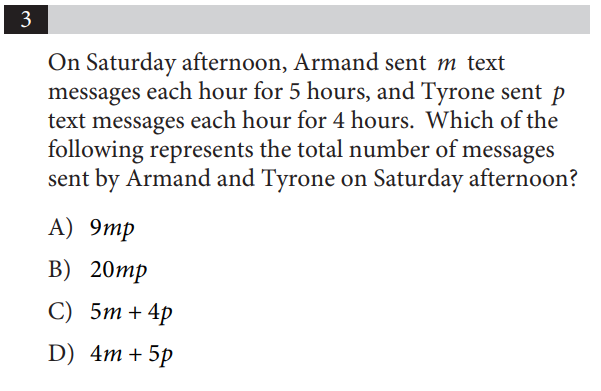 3
On Saturday afternoon, Armand sent m text
messages each hour for 5 hours, and Tyrone sent p
text messages each hour for 4 hours. Which of the
following represents the total number of messages
sent by Armand and Tyrone on Saturday afternoon?
A) 9mp
B) 20mp
C) 5m + 4p
D) 4m + 5p